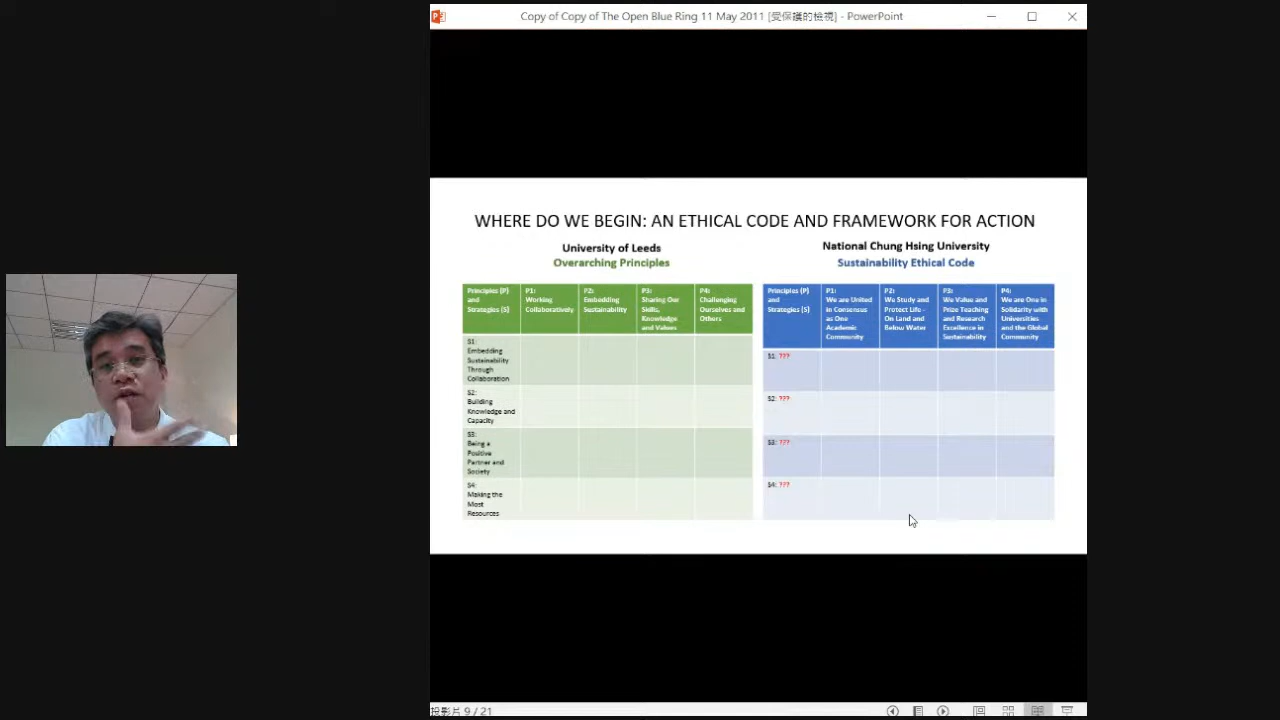 Copy of Copy of The Open Blue Ring 11 May 2011 [受保護的檢視] - PowerPoint
WHERE DO WE BEGIN: AN ETHICAL CODE AND FRAMEWORK FOR ACTION
University of Leeds
Overarching Principles
Principles (P)
and
Strategies (S)
P1:
Working
Collaboratively
P2:
Embedding
Sustainability
P3:
Sharing Our
Skills,
Knowledge
and Values
P4:
Challenging
Ourselves and
Others
S1:
Embedding
Sustainability
Through
Collaboration
S2:
Building
Knowledge and
Capacity
S3:
Being a
Positive
Partner and
Society
S4:
Making the
Most
Resources
National Chung Hsing University
Sustainability Ethical Code
Principles (P)
and
Strategies (S)
P1:
We are United
in Consensus
as One
Academic
Community
P2:
We Study and
Protect Life -
On Land and
Below Water
P3:
We Value and
Prize Teaching
and Research
Excellence in
Sustainability
P4:
We are One in
Solidarity with
Universities
and the Global
Community
S1: ???
S2: ???
S3: ???
S4: ???
投影片 9 / 21